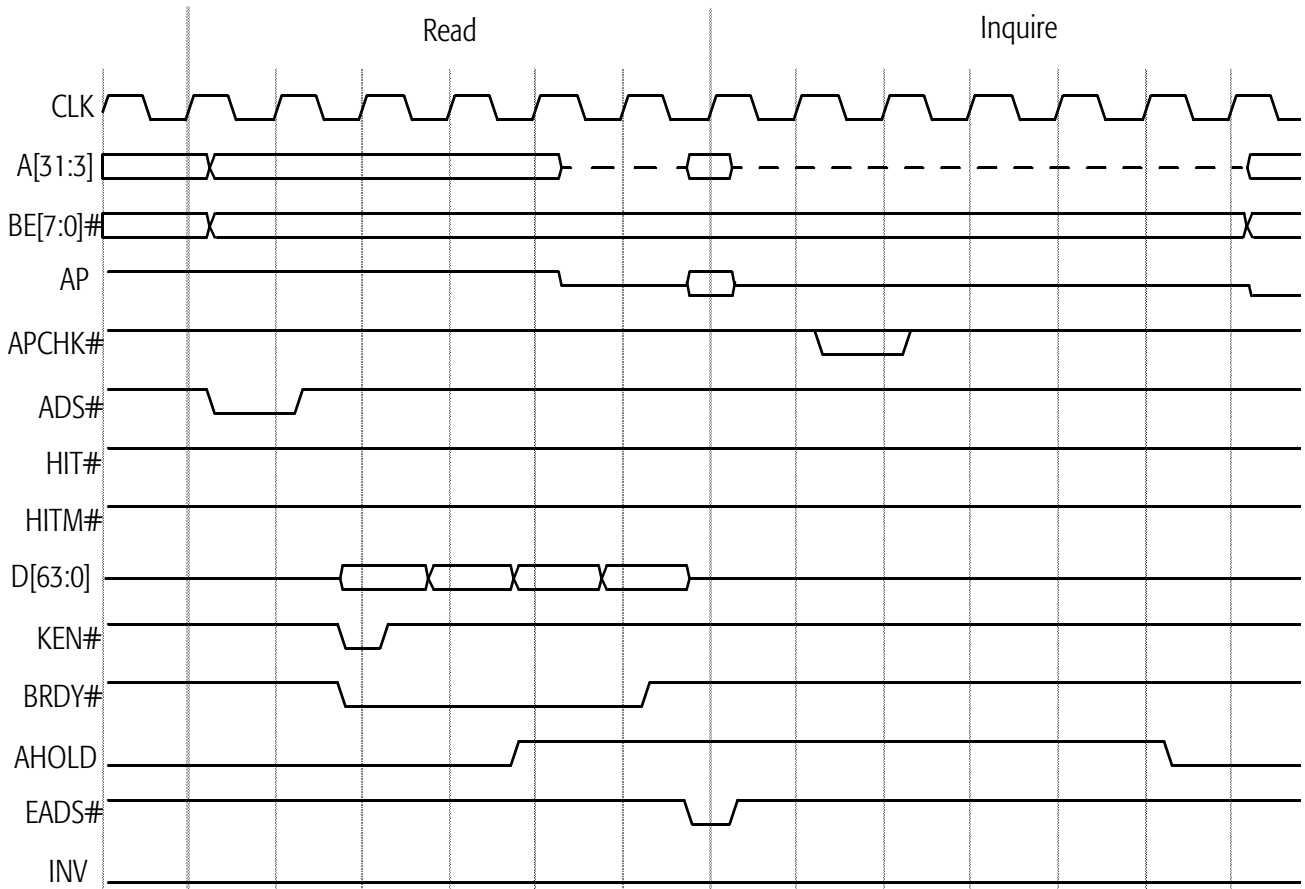 Read
Inquire
CLK
A[31:3]
BE[7:0]#
AP
APCHK#
ADS#
HIT#
HITM#
D[63:0]
KEN#
BRDY#
AHOLD
EADS#
INV